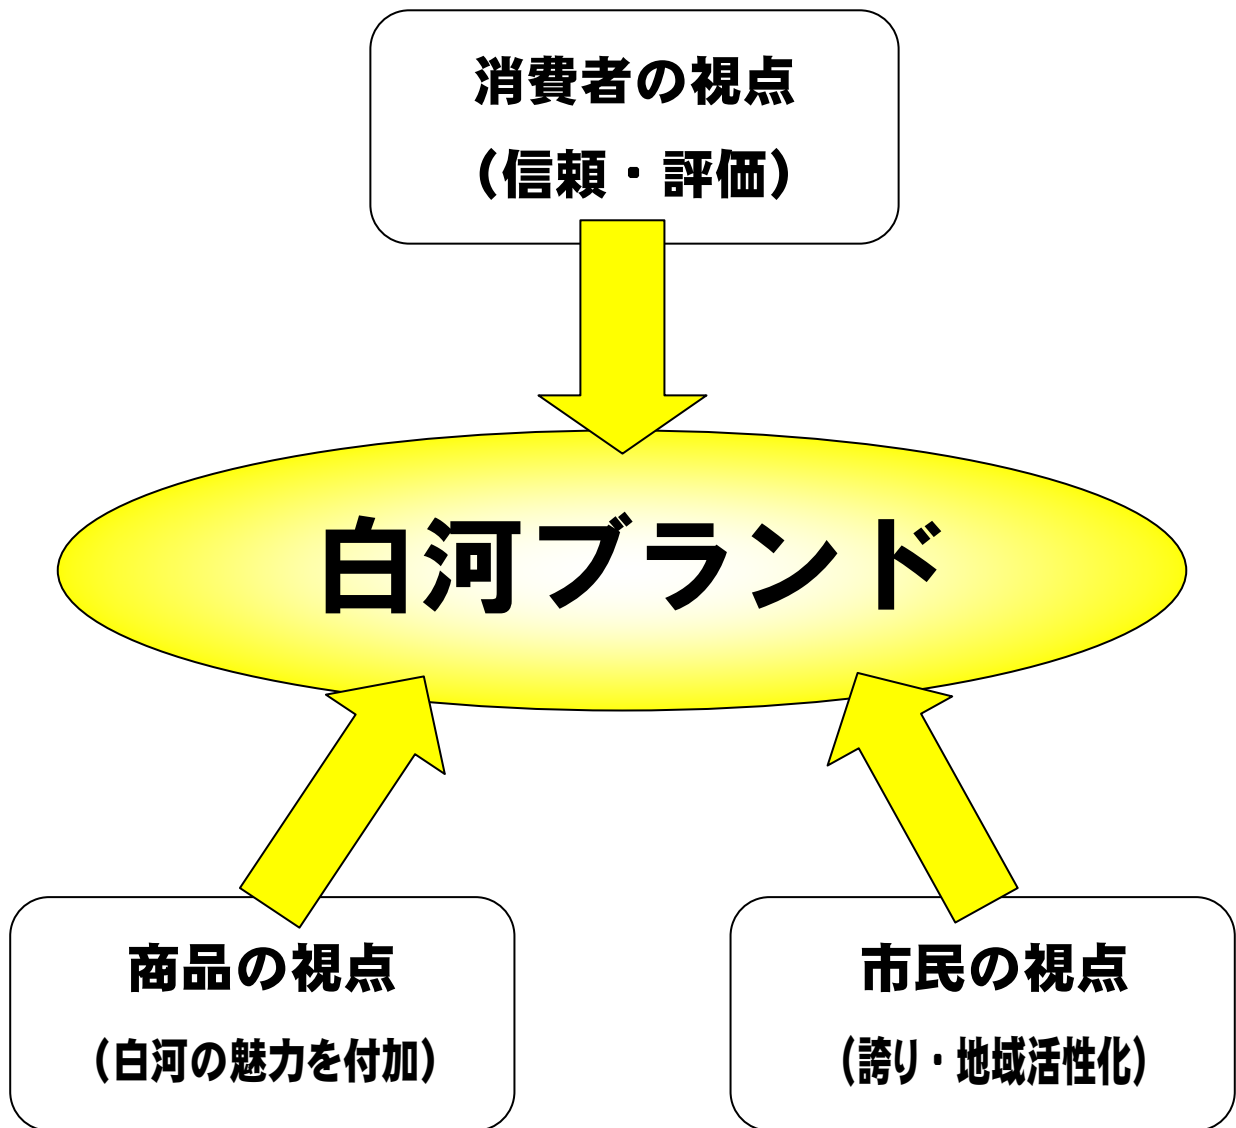 消費者の視点
（信頼・評価）
白河ブランド
商品の視点
（白河の魅力を付加）
市民の視点
（誇り・地域活性化）